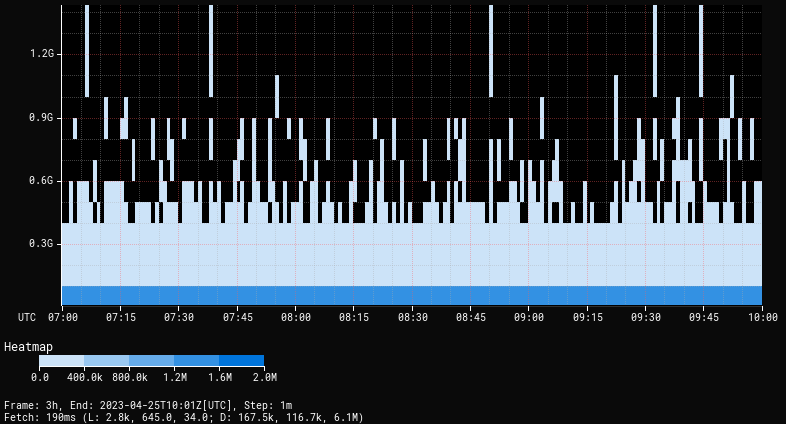 1.2G
0.9G
0.6G
0.3G
UTC 07:00 07:15 07:30 07:45 08:00 08:15 08:30 08:45 09:00 09:15 09:30 09:45 10:00
Heatmap
0.0 400.0k 800.0k 1.2M 1.6M 2.0M
Frame: 3h, End: 2023-04-25T10:01Z[UTC], Step: 1m
Fetch: 190ms (L: 2.8k, 645.0, 34.0; D: 167.5k, 116.7k, 6.1M)